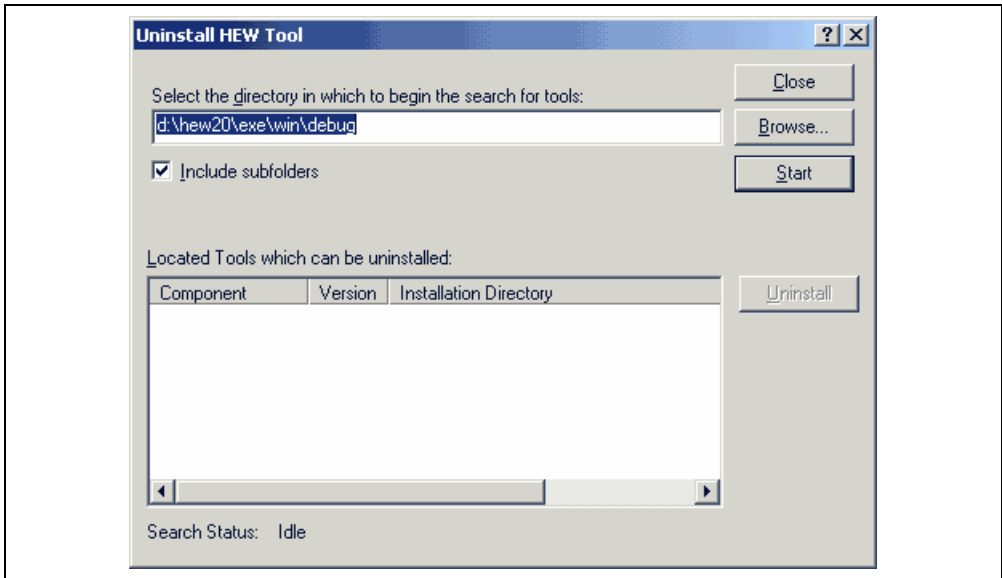 Uninstall HEW Tool
Select the directory in which to begin the search for tools:
Close
d:\hew20\exe\win\debug
Browse...
Include subfolders
Start
Located Tools which can be uninstalled:
Component Version Installation Directory
Uninstall
Search Status: Idle